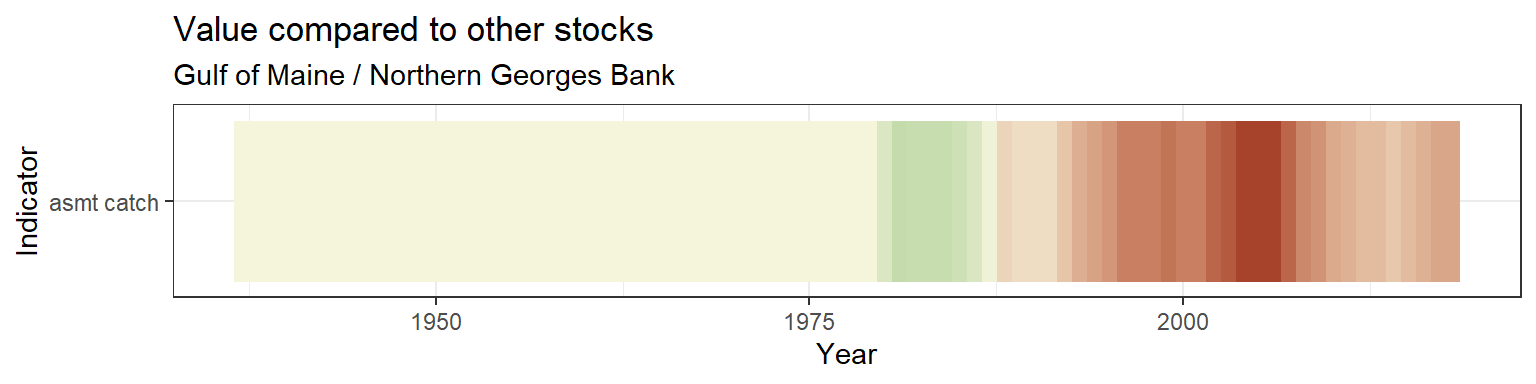 Value compared to other stocks
Gulf of Maine / Northern Georges Bank
Indicator
asmt catch
1950 1975 2000
Year